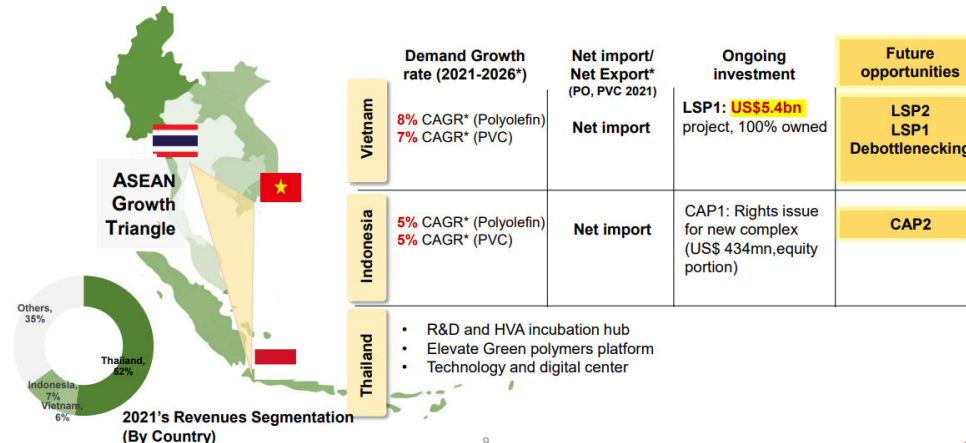 Demand Growth
rate (2021-2026*)
Net import/
Net Export*
(PO, PVC 2021)
Ongoing
investment
Future
opportunities
Vietnam
8% CAGR* (Polyolefin)
7% CAGR* (PVC)
Net import
LSP1: US$5.4bn
project, 100% owned
LSP2
LSP1
Debottlenecking
ASEAN
Growth
Triangle
Indonesia
5% CAGR* (Polyolefin)
5% CAGR* (PVC)
Net import
CAP1: Rights issue
for new complex
(US$ 434mn,equity
portion)
CAP2
Thailand
• R&D and HVA incubation hub
• Elevate Green polymers platform
• Technology and digital center
Others,
35%
Thailand,
52%
Indonesia,
7%
Vietnam,
6%
2021's Revenues Segmentation
(By Country)
9